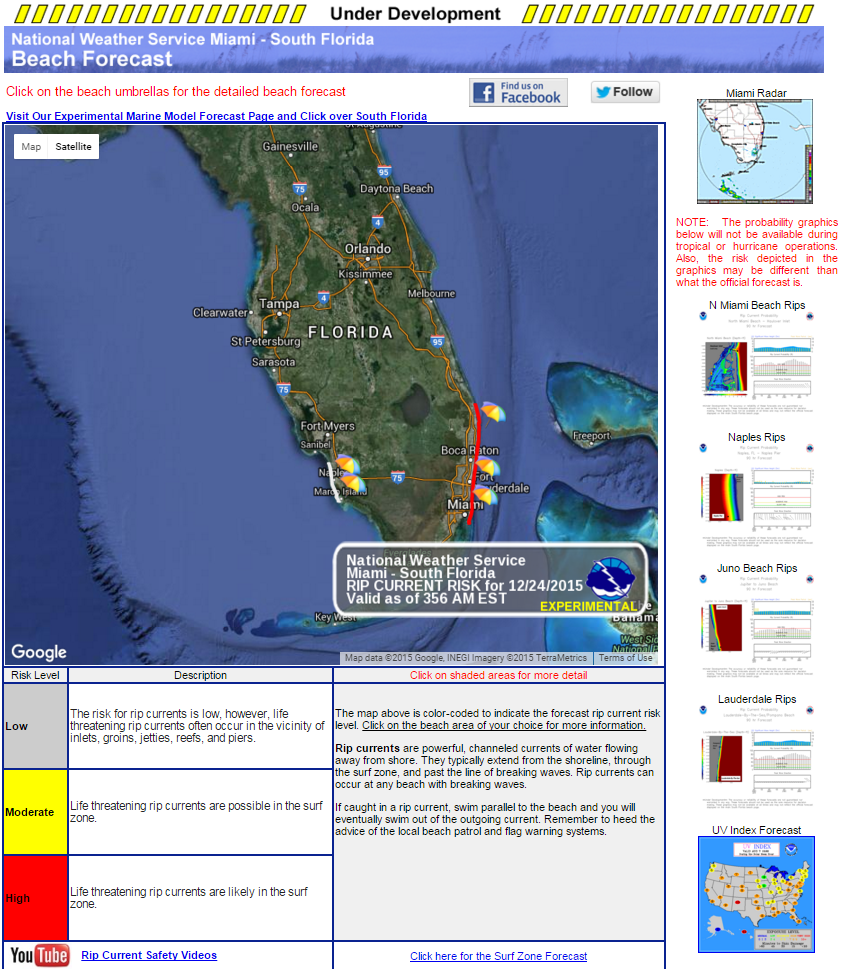 Under Development
National Weather Service Miami - South Florida
Beach Forecast
Click on the beach umbrellas for the detailed beach forecast
Find us on
Facebook
Follow
Visit Our Experimental Marine Model Forecast Page and Click over South Florida
Map
Satellite
Gainesville
95
75
Daytona Beach
Ocala
4
Orlando
Kissimmee
Melbourne
Tampa
4
Clearwater
FLORIDA
St Petersburg
95
Sarasota
75
Fort Myers
Freeport
Sanibel
Boca Raton
Naple
75
Fort
uderdale
Marco Island
Miami
Everglades
National Weather Service
Miami - South Florida
RIP CURRENT RISK for 12/24/2015
Valid as of 356 AM EST
EXPERIMENTAL
Key West
Bahama
West Si
National
Google
Map data ©2015 Google, INEGI Imagery ©2015 TerraMetrics
Terms of Use
Risk Level
Description
Click on shaded areas for more detail
Low
The risk for rip currents is low, however, life
threatening rip currents often occur in the vicinity of
inlets, groins, jetties, reefs, and piers.
Moderate
Life threatening rip currents are possible in the surf
zone.
High
Life threatening rip currents are likely in the surf
zone.
The map above is color-coded to indicate the forecast rip current risk
level. Click on the beach area of your choice for more information.
Rip currents are powerful, channeled currents of water flowing
away from shore. They typically extend from the shoreline, through
the surf zone, and past the line of breaking waves. Rip currents can
occur at any beach with breaking waves.
If caught in a rip current, swim parallel to the beach and you will
eventually swim out of the outgoing current. Remember to heed the
advice of the local beach patrol and flag warning systems.
YouTube
Rip Current Safety Videos
Click here for the Surf Zone Forecast
Miami Radar
NOTE: The probability graphics
below will not be available during
tropical or hurricane operations.
Also, the risk depicted in the
graphics may be different than
what the official forecast is.
N Miami Beach Rips
Naples Rips
Juno Beach Rips
Lauderdale Rips
UV Index Forecast
UV INDEX